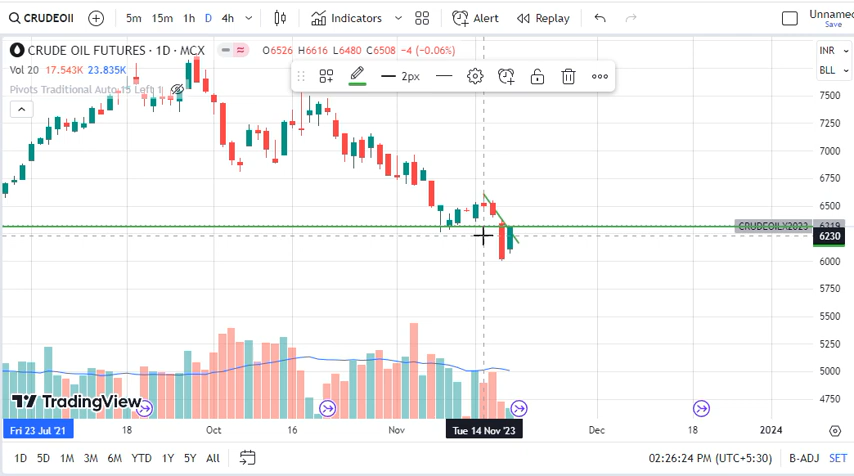 CRUDEOII 5m 15m 1h D 4h Indicators Alert Replay Unnamed
Save
CRUDE OIL FUTURES · 1D · MCX O6526 H6616 L6480 C6508 −4 (−0.06%)
INR
Vol 20 17.543K 23.835K
BLL
2px
Pivots Traditional Auto 15 Left 1
7500
7250
7000
6750
6500
CRUDEOILX2023 6319
6230
6000
5750
5500
5250
5000
4750
TradingView
Fri 23 Jul '21 18 Oct 16 Nov Tue 14 Nov '23 Dec 18 2024
1D 5D 1M 3M 6M YTD 1Y 5Y All 02:26:24 PM (UTC+5:30) B-ADJ SET